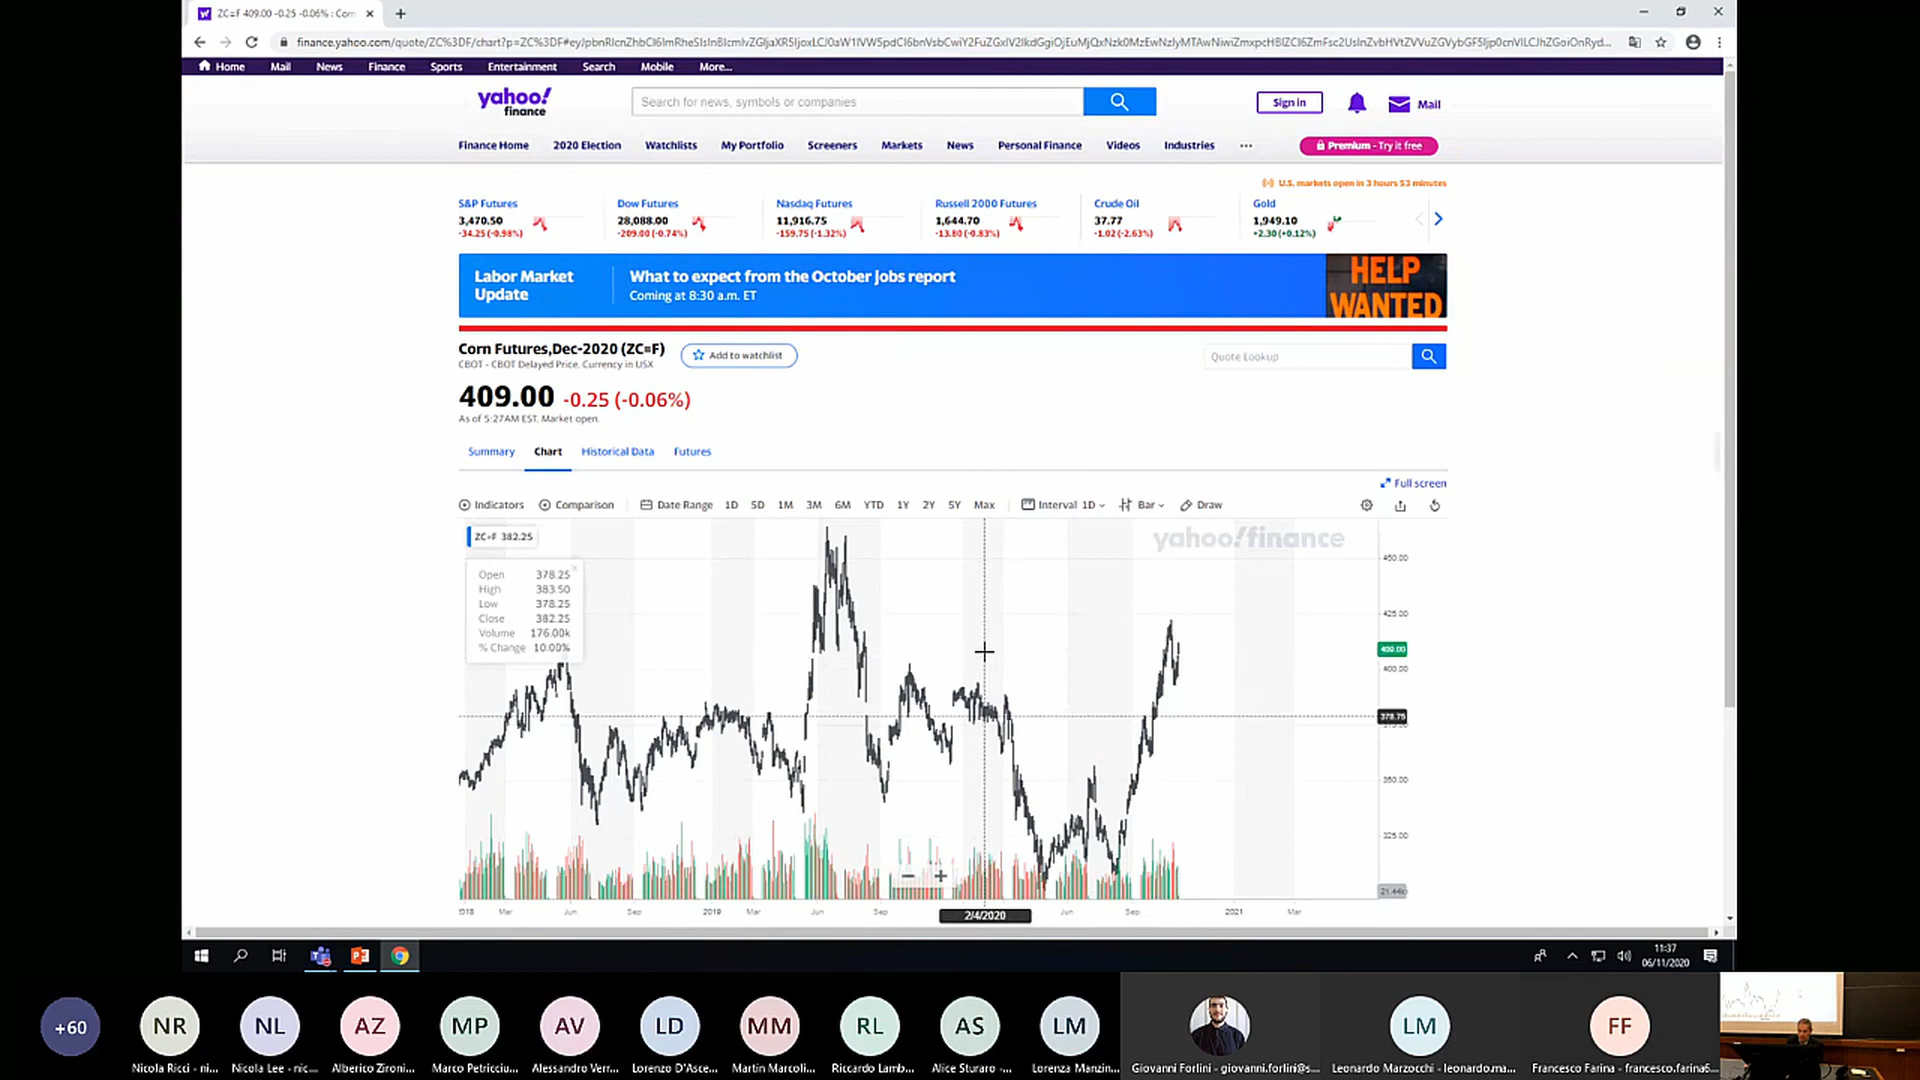 ZC=F 409.00 -0.25 -0.06% : Corn
Home Mail News Finance Sports Entertainment Search Mobile More...
yahoo!
finance
Search for news, symbols or companies
Sign in
Mail
Finance Home 2020 Election Watchlists My Portfolio Screeners Markets News Personal Finance Videos Industries ...
Premium - Try it free
U.S. markets open in 3 hours 53 minutes
S&P Futures Dow Futures Nasdaq Futures Russell 2000 Futures Crude Oil Gold
3,470.50 28,088.00 11,916.75 1,644.70 37.77 1,949.10
-34.25 (-0.98%) -209.00 (-0.74%) -159.75 (-1.32%) -13.80 (-0.83%) -1.02 (-2.63%) +2.30 (+0.12%)
Labor Market
Update
What to expect from the October jobs report
Coming at 8:30 a.m. ET
HELP
WANTED
Corn Futures,Dec-2020 (ZC=F)
Add to watchlist
CBOT - CBOT Delayed Price. Currency in USX
Quote Lookup
409.00 -0.25 (-0.06%)
As of 5:27AM EST. Market open.
Summary Chart Historical Data Futures
Full screen
Indicators Comparison Date Range 1D 5D 1M 3M 6M YTD 1Y 2Y 5Y Max Interval 1D Bar Draw
ZC=F 382.25
yahoo!finance
Open 378.25
High 383.50
Low 378.25
Close 382.25
Volume 176.00k
% Change 10.00%
450.00
425.00
409.00
400.00
378.75
350.00
325.00
21.44k
2018 Mar Jun Sep 2019 Mar Jun Sep 2/4/2020 Jun Sep 2021 Mar
11:37
06/11/2020
+60 NR NL AZ MP AV LD MM RL AS LM LM FF
Nicola Ricci - ni...
Nicola Lee - nic...
Alberico Zironi...
Marco Petricciu...
Alessandro Verr...
Lorenzo D'Asce...
Martin Marcoli...
Riccardo Lamb...
Alice Sturaro -...
Lorenza Manzin...
Giovanni Forlini - giovanni.forlini@s...
Leonardo Marzocchi - leonardo.ma...
Francesco Farina - francesco.farina6...